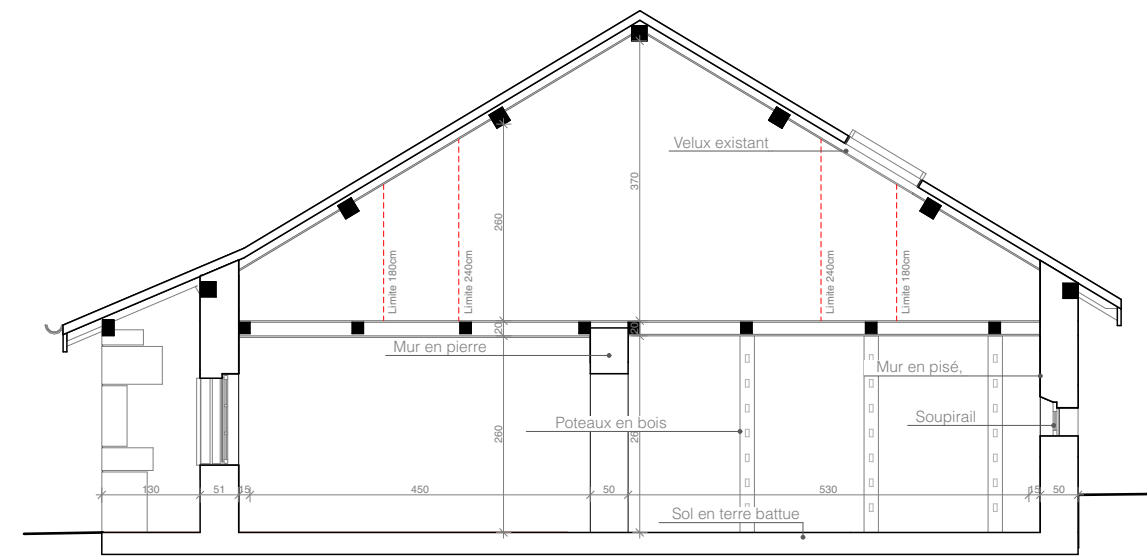 Velux existant
370
260
Limite 180cm
Limite 240cm
Limite 240cm
Limite 180cm
20
20
Mur en pierre
Mur en pisé,
Soupirail
Poteaux en bois
260
26
130
51
15
450
50
530
15
50
Sol en terre battue